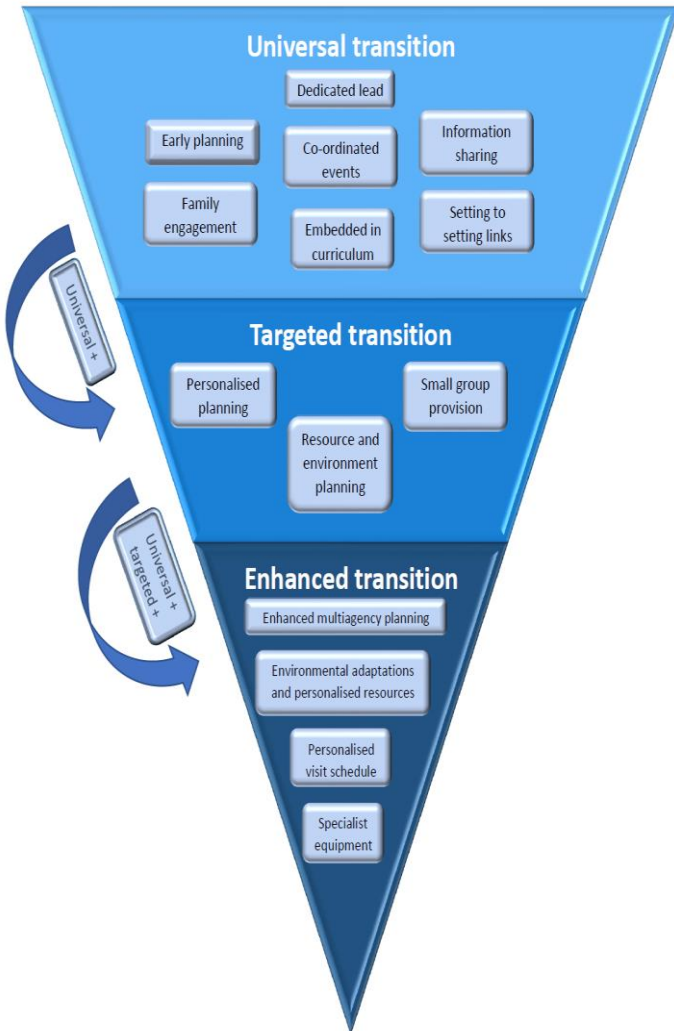 Universal transition
Dedicated lead
Early planning
Co-ordinated
events
Information
sharing
Family
engagement
Embedded in
curriculum
Setting to
setting links
Universal +
Targeted transition
Personalised
planning
Small group
provision
Resource and
environment
planning
Universal +
targeted +
Enhanced transition
Enhanced multiagency planning
Environmental adaptations
and personalised resources
Personalised
visit schedule
Specialist
equipment